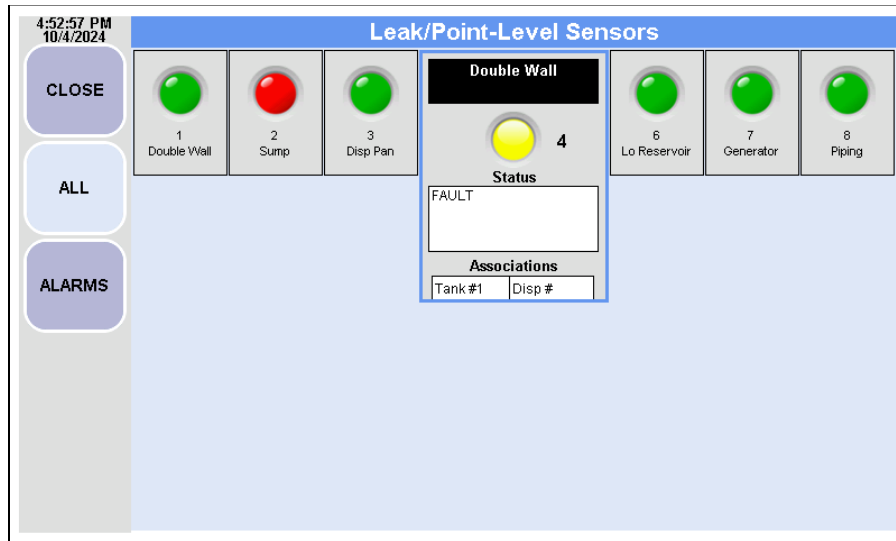 4:52:57 PM
10/4/2024
Leak/Point-Level Sensors
CLOSE
ALL
ALARMS
1
Double Wall
2
Sump
3
Disp Pan
Double Wall
4
Status
FAULT
Associations
Tank #1
Disp #
6
Lo Reservoir
7
Generator
8
Piping